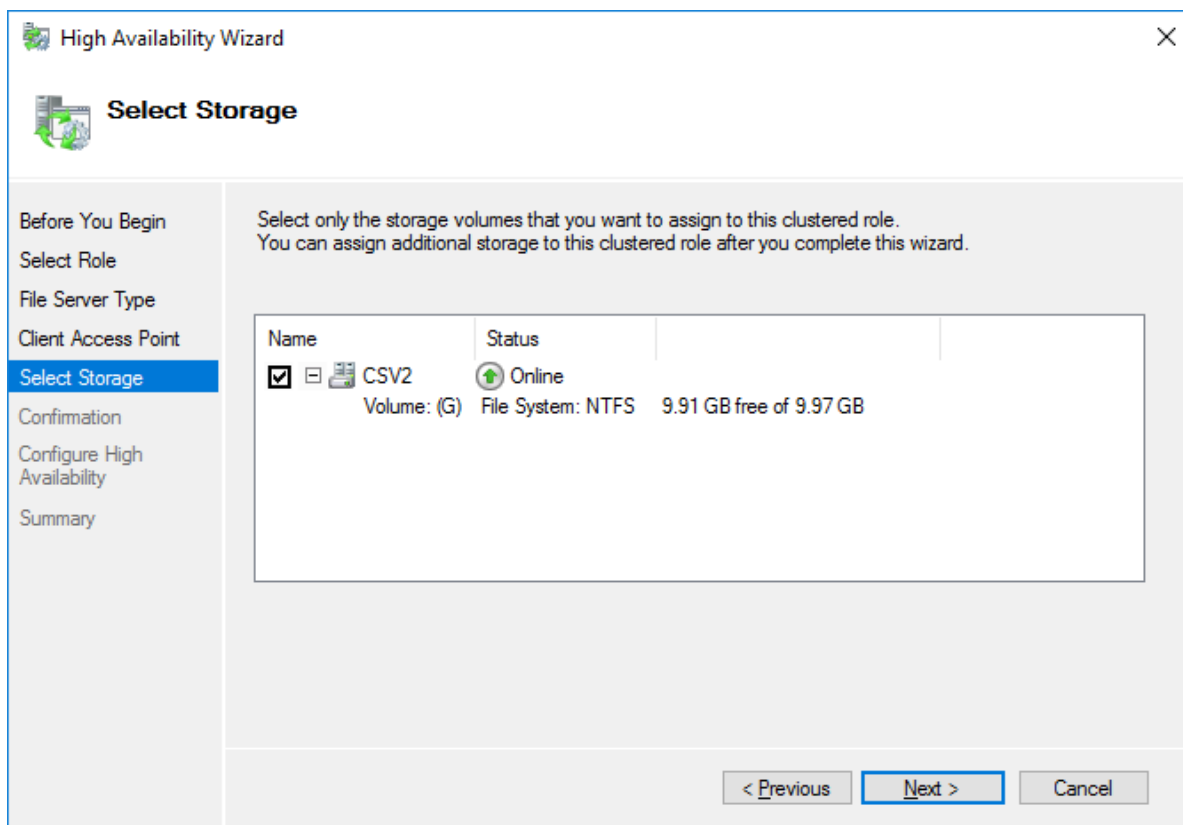 High Availability Wizard
Select Storage
Before You Begin
Select Role
File Server Type
Client Access Point
Select Storage
Confirmation
Configure High
Availability
Summary
Select only the storage volumes that you want to assign to this clustered role.
You can assign additional storage to this clustered role after you complete this wizard.
Name Status
CSV2 Online
Volume: (G) File System: NTFS 9.91 GB free of 9.97 GB
< Previous Next > Cancel